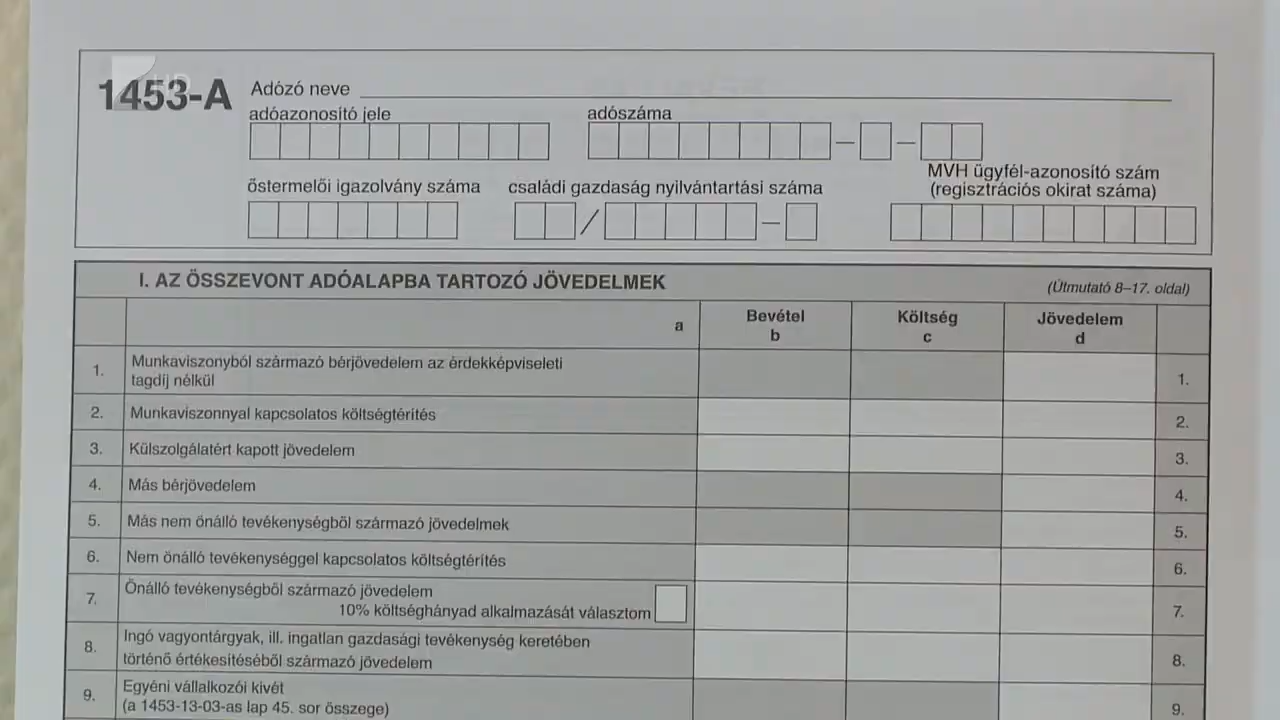 HD
1453-A
Adózó neve
adóazonosító jele
adószáma
őstermelői igazolvány száma
családi gazdaság nyilvántartási száma
MVH ügyfél-azonosító szám
(regisztrációs okirat száma)
I. AZ ÖSSZEVONT ADÓALAPBA TARTOZÓ JÖVEDELMEK
(Útmutató 8–17. oldal)
a
Bevétel
b
Költség
c
Jövedelem
d
1.
Munkaviszonyból származó bérjövedelem az érdekképviseleti
tagdíj nélkül
1.
2.
Munkaviszonnyal kapcsolatos költségtérítés
2.
3.
Külszolgálatért kapott jövedelem
3.
4.
Más bérjövedelem
4.
5.
Más nem önálló tevékenységből származó jövedelmek
5.
6.
Nem önálló tevékenységgel kapcsolatos költségtérítés
6.
7.
Önálló tevékenységből származó jövedelem
10% költséghányad alkalmazását választom
7.
8.
Ingó vagyontárgyak, ill. ingatlan gazdasági tevékenység keretében
történő értékesítéséből származó jövedelem
8.
9.
Egyéni vállalkozói kivét
(a 1453-13-03-as lap 45. sor összege)
9.